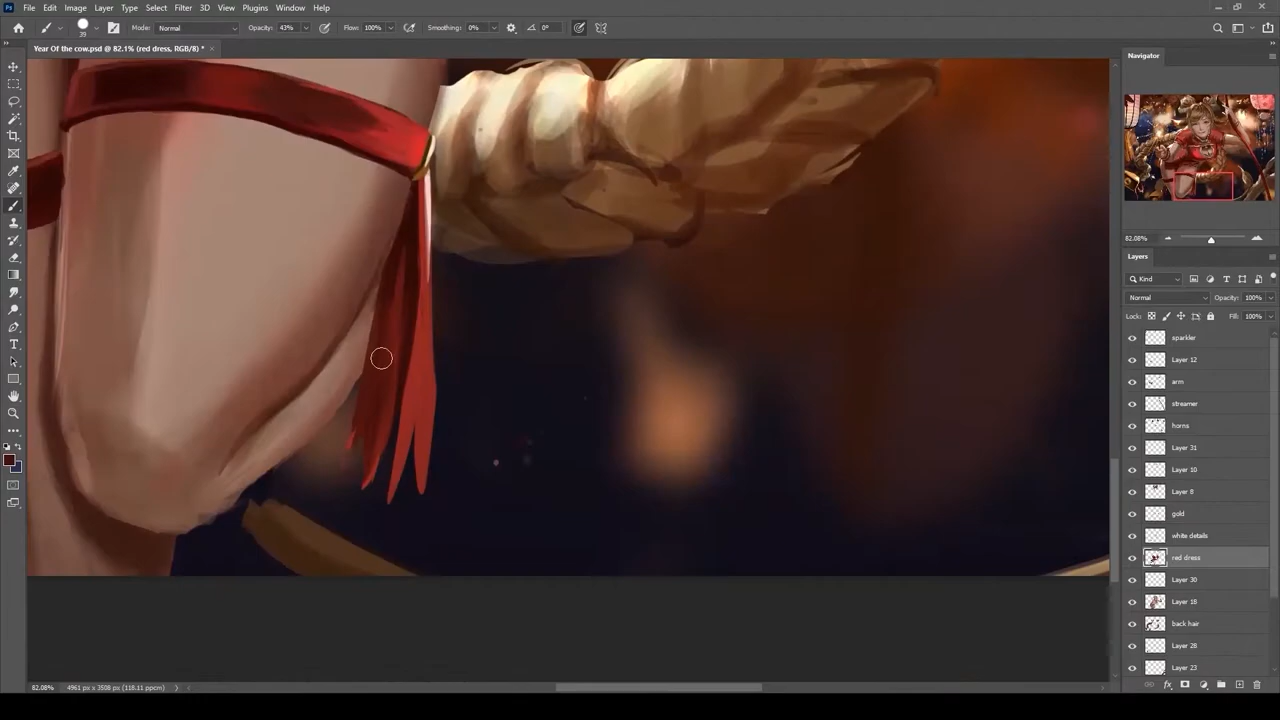 File Edit Image Layer Type Select Filter 3D View Plugins Window Help
39 Mode: Normal Opacity: 43% Flow: 100% Smoothing: 0% 0°
Year Of the cow.psd @ 82.1% (red dress, RGB/8) * ×
Navigator
82.08%
Layers
Kind
Normal Opacity: 100%
Lock: Fill: 100%
sparkler
Layer 12
arm
streamer
horns
Layer 31
Layer 10
Layer 8
gold
white details
red dress
Layer 30
Layer 18
back hair
Layer 28
Layer 23
82.08% 4961 px x 3508 px (118.11 ppcm)